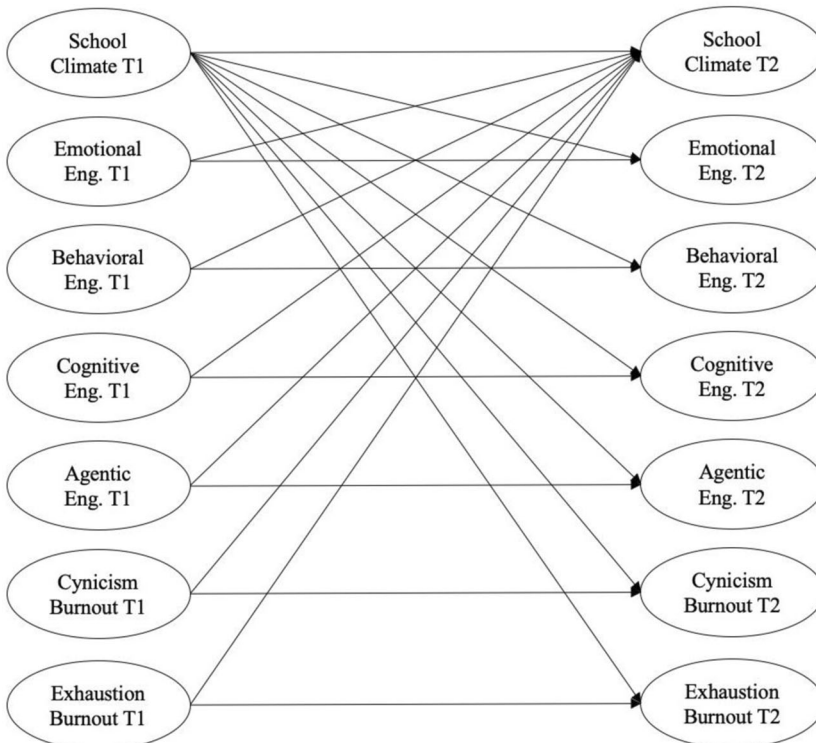 School
Climate T1
School
Climate T2
Emotional
Eng. T1
Emotional
Eng. T2
Behavioral
Eng. T1
Behavioral
Eng. T2
Cognitive
Eng. T1
Cognitive
Eng. T2
Agentic
Eng. T1
Agentic
Eng. T2
Cynicism
Burnout T1
Cynicism
Burnout T2
Exhaustion
Burnout T1
Exhaustion
Burnout T2